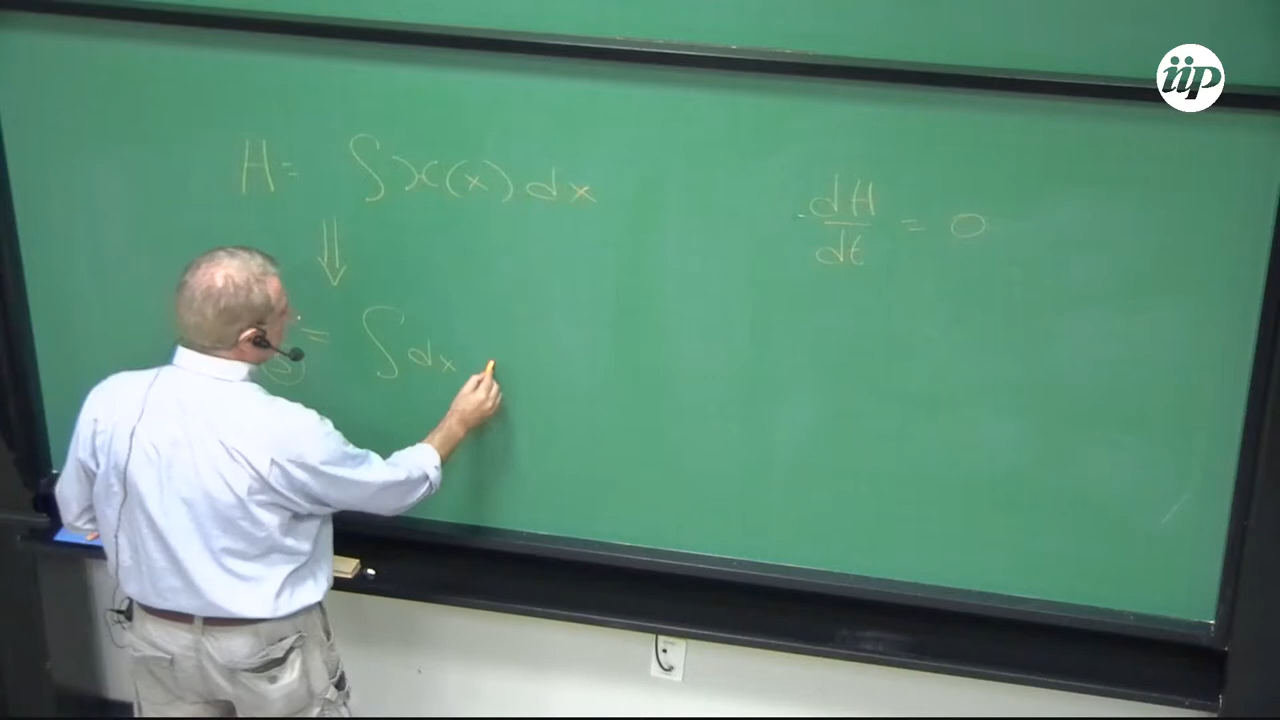 H = ∫ ℋ(x) dx
⇓
= ∫ dx
dH/dt = 0
iip